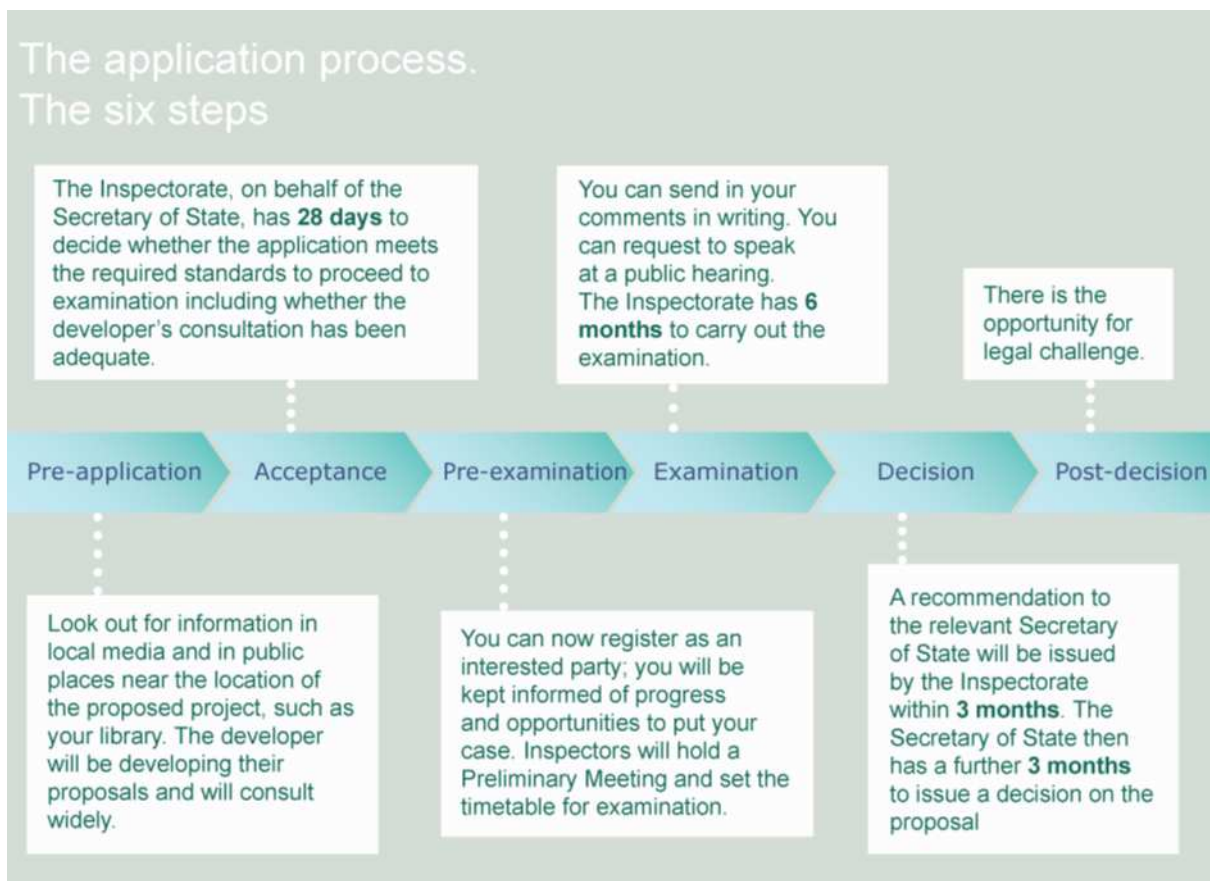 The application process.
The six steps
The Inspectorate, on behalf of the
Secretary of State, has 28 days to
decide whether the application meets
the required standards to proceed to
examination including whether the
developer's consultation has been
adequate.
You can send in your
comments in writing. You
can request to speak
at a public hearing.
The Inspectorate has 6
months to carry out the
examination.
There is the
opportunity for
legal challenge.
Pre-application
Acceptance
Pre-examination
Examination
Decision
Post-decision
Look out for information in
local media and in public
places near the location of
the proposed project, such as
your library. The developer
will be developing their
proposals and will consult
widely.
You can now register as an
interested party; you will be
kept informed of progress
and opportunities to put your
case. Inspectors will hold a
Preliminary Meeting and set the
timetable for examination.
A recommendation to
the relevant Secretary
of State will be issued
by the Inspectorate
within 3 months. The
Secretary of State then
has a further 3 months
to issue a decision on the
proposal